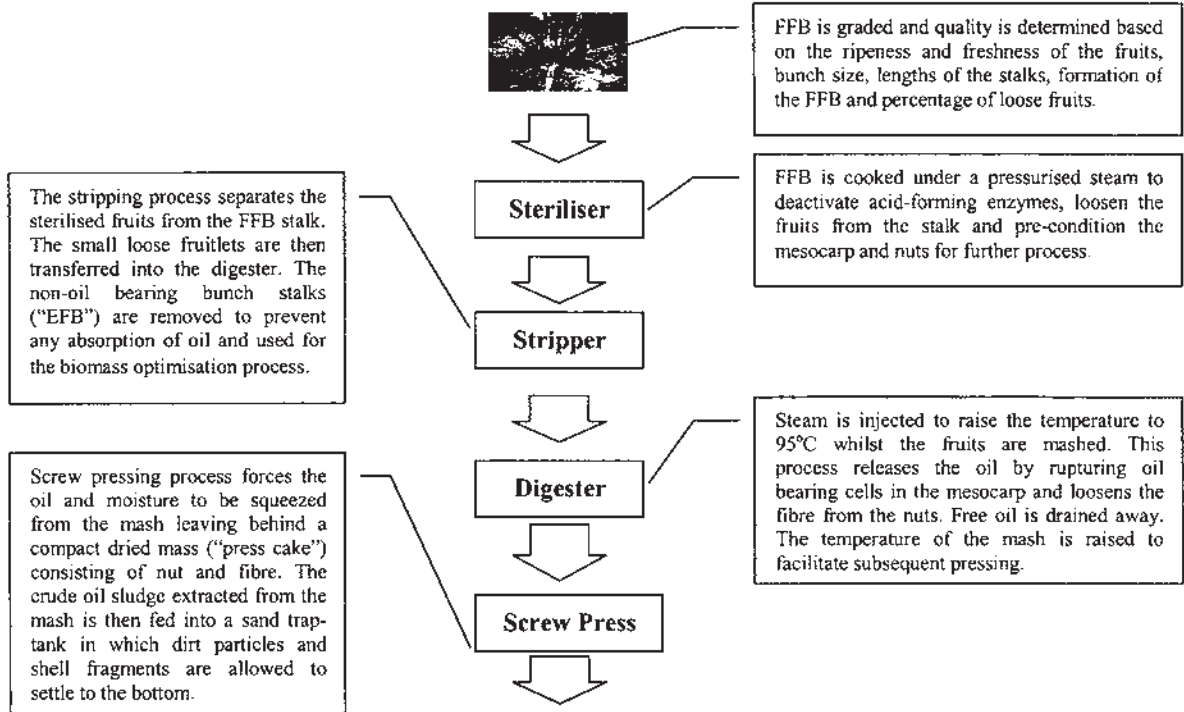 FFB is graded and quality is determined based
on the ripeness and freshness of the fruits,
bunch size, lengths of the stalks, formation of
the FFB and percentage of loose fruits.
Steriliser
FFB is cooked under a pressurised steam to
deactivate acid-forming enzymes, loosen the
fruits from the stalk and pre-condition the
mesocarp and nuts for further process.
The stripping process separates the
sterilised fruits from the FFB stalk.
The small loose fruitlets are then
transferred into the digester. The
non-oil bearing bunch stalks
(“EFB”) are removed to prevent
any absorption of oil and used for
the biomass optimisation process.
Stripper
Steam is injected to raise the temperature to
95°C whilst the fruits are mashed. This
process releases the oil by rupturing oil
bearing cells in the mesocarp and loosens the
fibre from the nuts. Free oil is drained away.
The temperature of the mash is raised to
facilitate subsequent pressing.
Digester
Screw pressing process forces the
oil and moisture to be squeezed
from the mash leaving behind a
compact dried mass (“press cake”)
consisting of nut and fibre. The
crude oil sludge extracted from the
mash is then fed into a sand trap-
tank in which dirt particles and
shell fragments are allowed to
settle to the bottom.
Screw Press